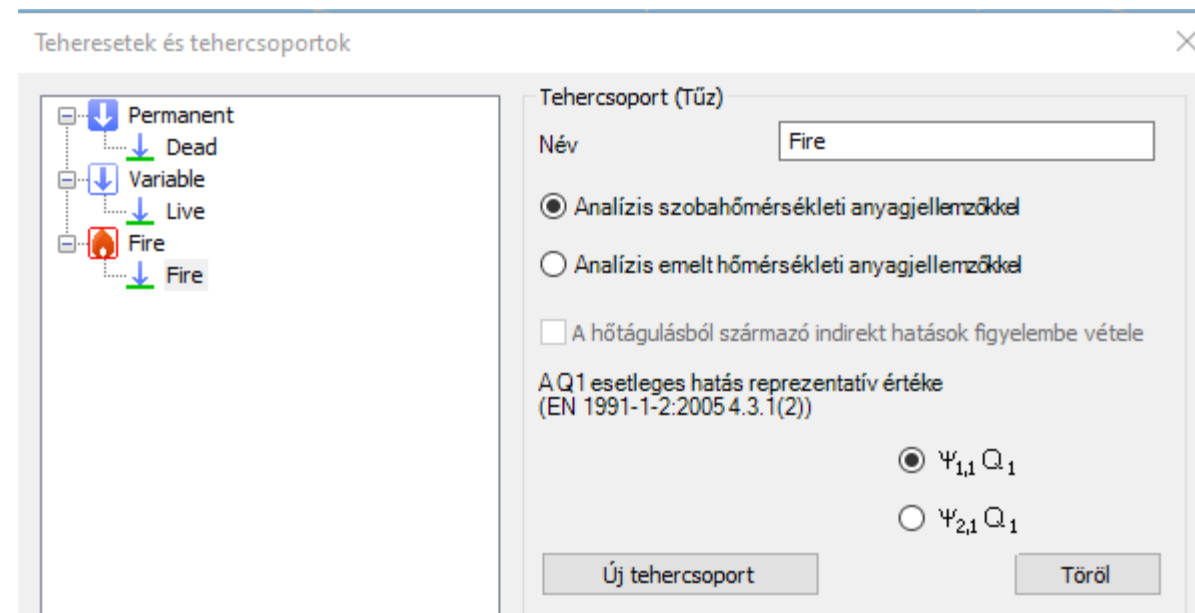 Teheresetek és tehercsoportok
Permanent
Dead
Variable
Live
Fire
Fire
Tehercsoport (Tűz)
Név
Fire
Analízis szobahőmérsékleti anyagjellemzőkkel
Analízis emelt hőmérsékleti anyagjellemzőkkel
A hőtágulásból származó indirekt hatások figyelembe vétele
A Q1 esetleges hatás reprezentatív értéke
(EN 1991-1-2:2005 4.3.1(2))
Ψ1,1 Q1
Ψ2,1 Q1
Új tehercsoport
Töröl